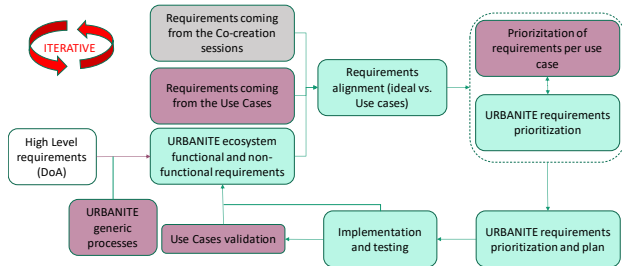 ITERATIVE
Requirements coming
from the Co-creation
sessions
Requirements coming
from the Use Cases
High Level
requirements
(DoA)
URBANITE ecosystem
functional and non-
functional requirements
URBANITE
generic
processes
Requirements
alignment (ideal vs.
Use cases)
Priorizitation of
requirements per use
case
URBANITE requirements
prioritization
URBANITE requirements
prioritization and plan
Implementation
and testing
Use Cases validation